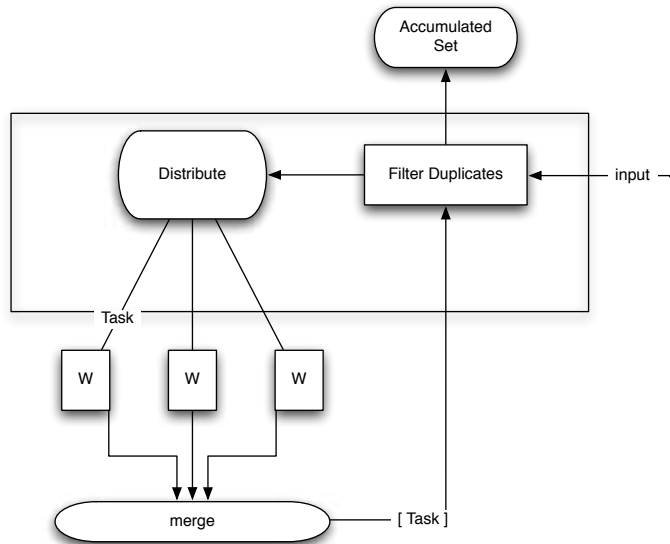 Accumulated
Set
Distribute
Filter Duplicates
input
Task
W
W
W
merge
[ Task ]